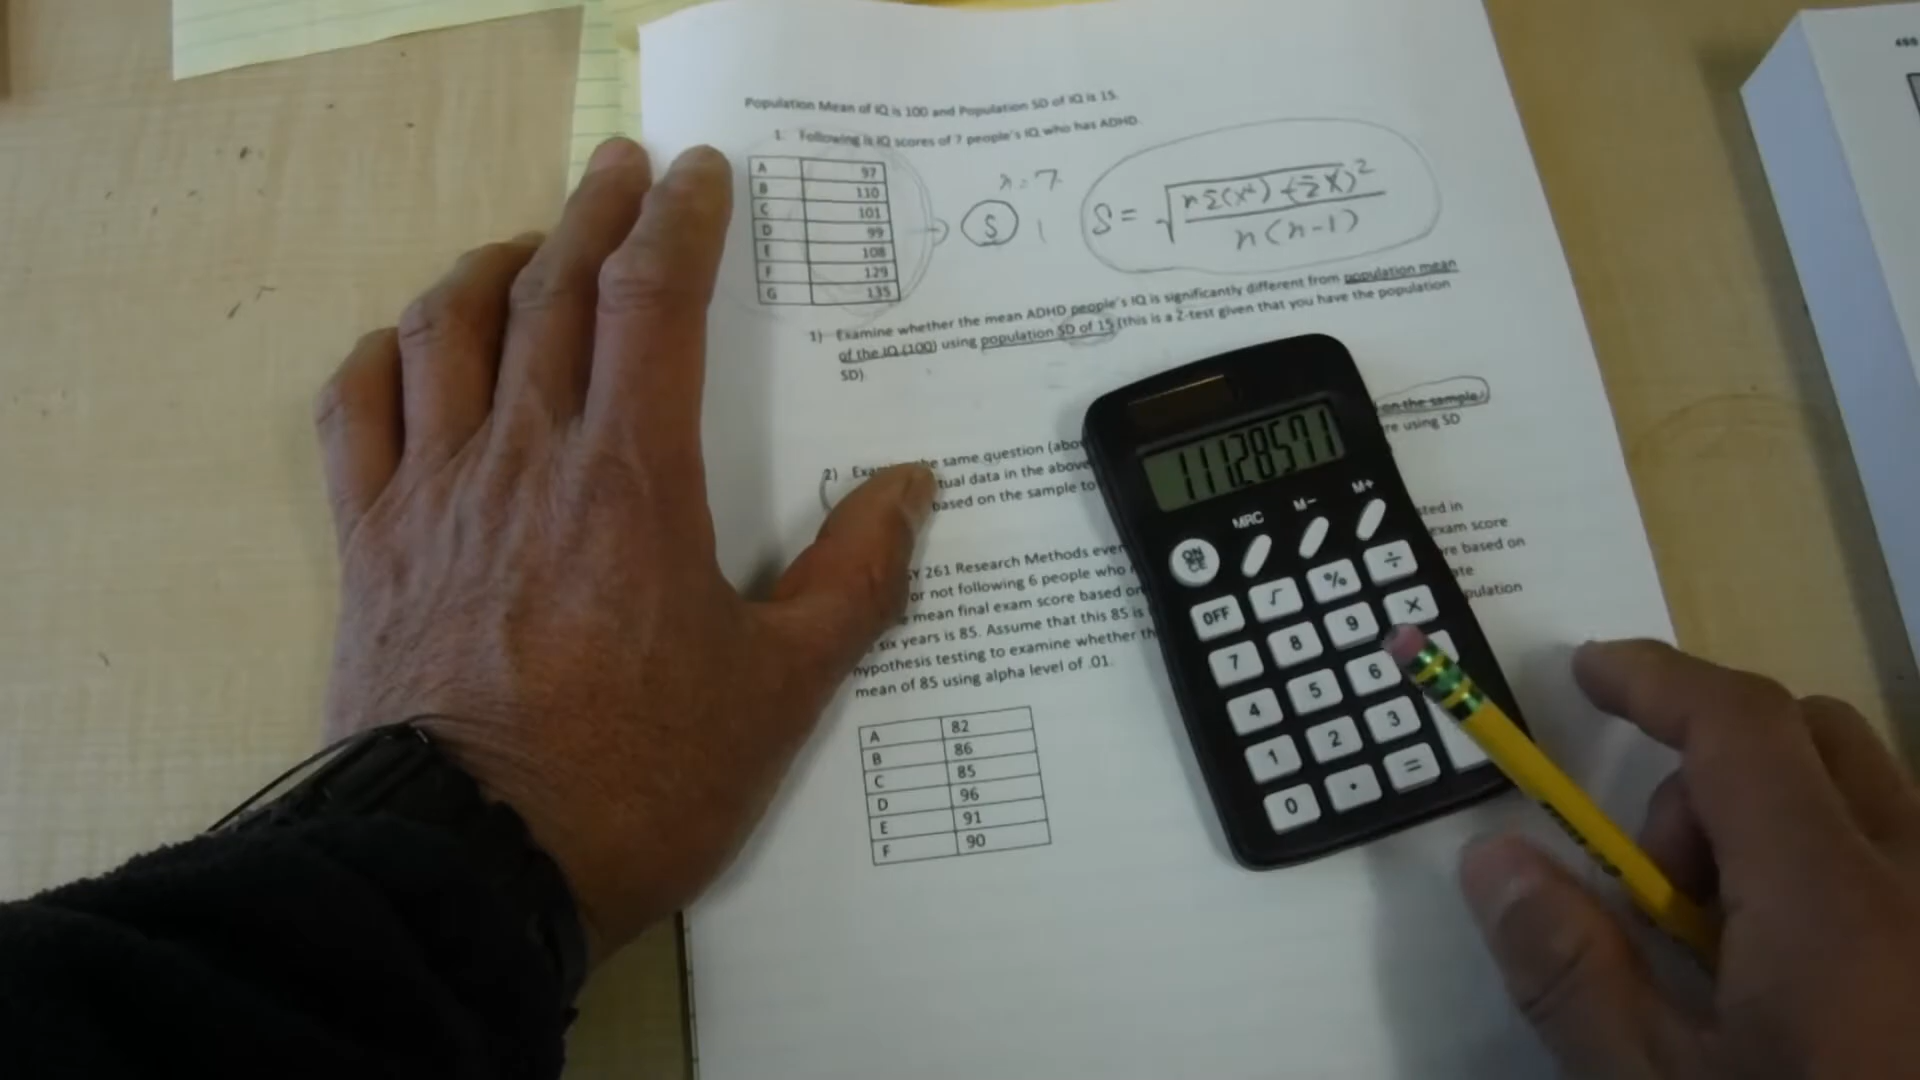 Population Mean of IQ is 100 and Population SD of IQ is 15.
1. Following is IQ scores of 7 people's IQ who has ADHD
A 97
B 110
C 101
D 99
E 108
F 129
G 135
n = 7
S
S = √ nΣ(X²) - (ΣX)² / n(n-1)
1) Examine whether the mean ADHD people's IQ is significantly different from population mean
of the IQ (100) using population SD of 15 (this is a Z-test given that you have the population
SD)
on the sample)
2) same question (abo re using SD
tual data in the above
based on the sample to
sted in
261 Research Methods ever exam score
or not following 6 people who re based on
mean final exam score based on
six years is 85. Assume that this 85 is pulation
hypothesis testing to examine whether th
mean of 85 using alpha level of .01.
A 82
B 86
C 85
D 96
E 91
F 90
111.28571
MRC M- M+
ON CE
OFF √ % ÷
7 8 9 X
4 5 6
1 2 3
0 . =